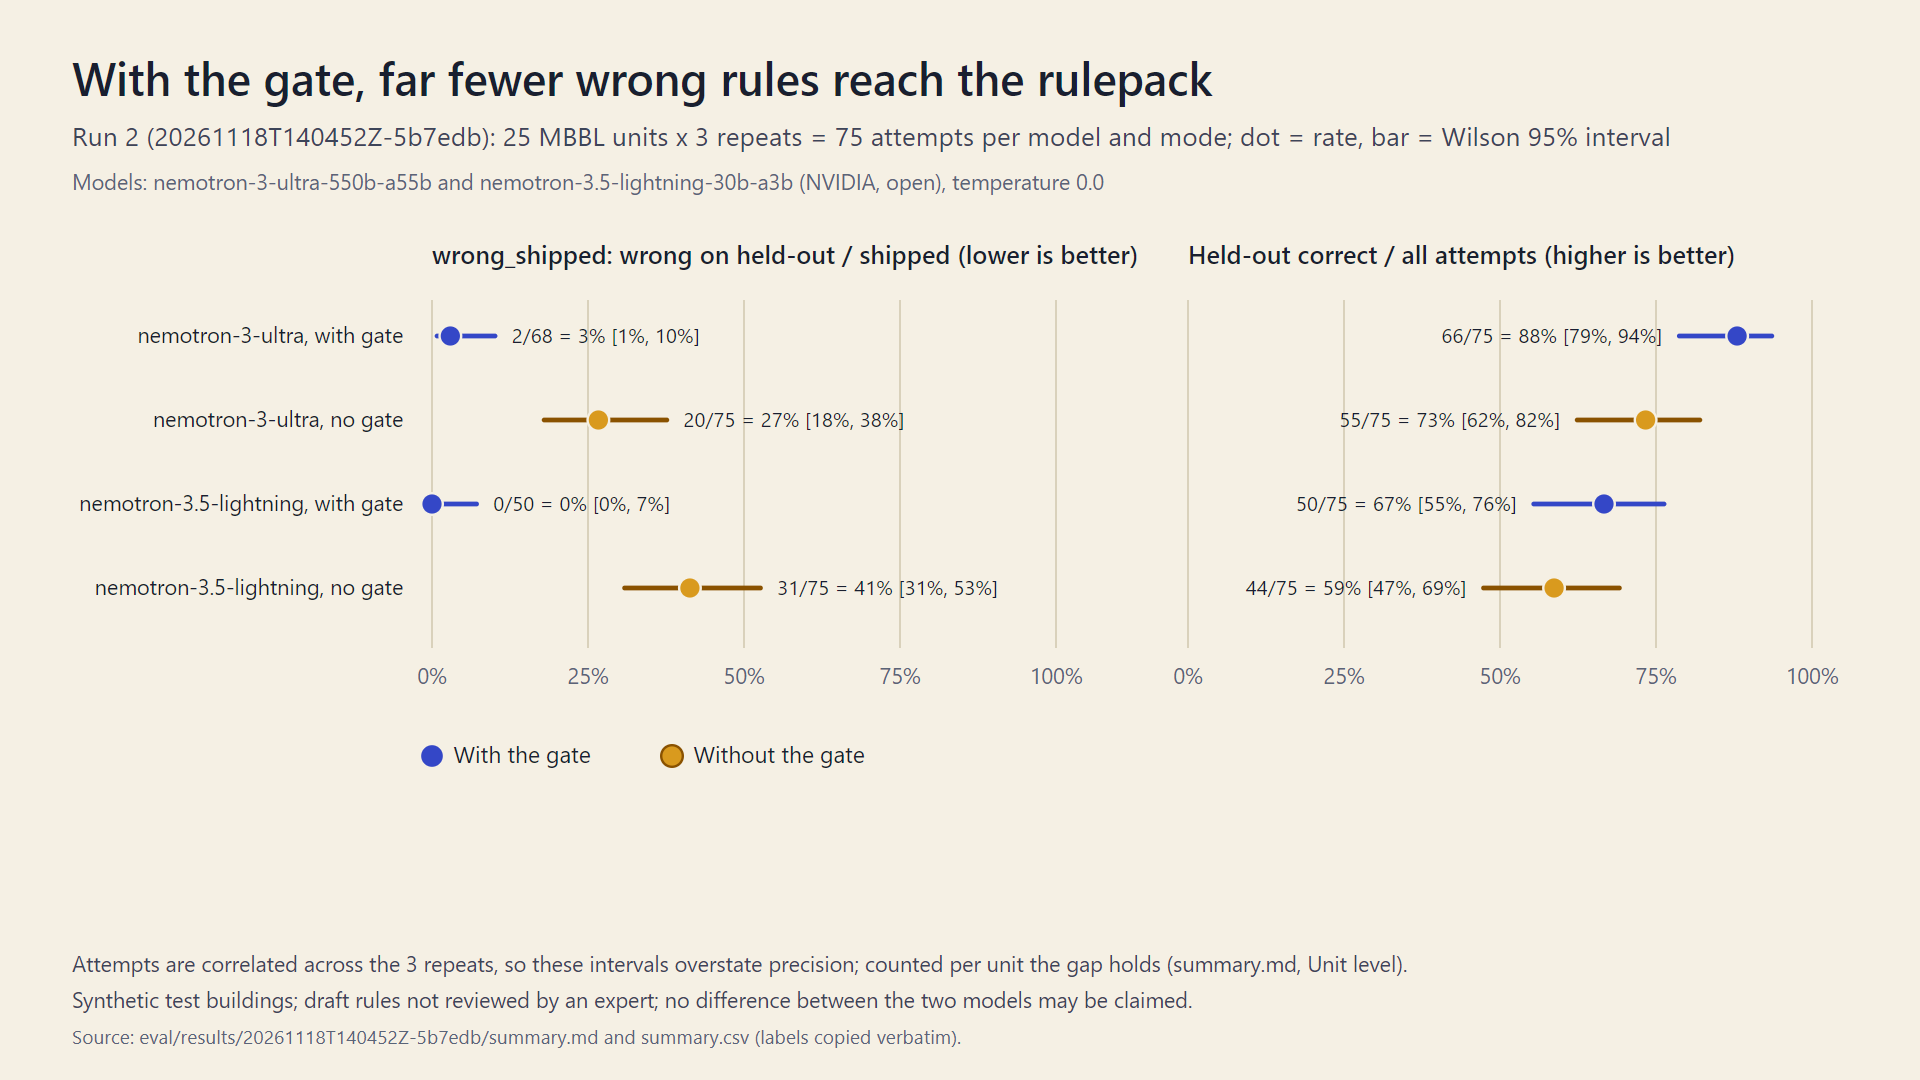 With the gate, far fewer wrong rules reach the rulepack
Run 2 (20261118T140452Z-5b7edb): 25 MBBL units x 3 repeats = 75 attempts per model and mode; dot = rate, bar = Wilson 95% interval
Models: nemotron-3-ultra-550b-a55b and nemotron-3.5-lightning-30b-a3b (NVIDIA, open), temperature 0.0
wrong_shipped: wrong on held-out / shipped (lower is better)
Held-out correct / all attempts (higher is better)
nemotron-3-ultra, with gate
2/68 = 3% [1%, 10%]
66/75 = 88% [79%, 94%]
nemotron-3-ultra, no gate
20/75 = 27% [18%, 38%]
55/75 = 73% [62%, 82%]
nemotron-3.5-lightning, with gate
0/50 = 0% [0%, 7%]
50/75 = 67% [55%, 76%]
nemotron-3.5-lightning, no gate
31/75 = 41% [31%, 53%]
44/75 = 59% [47%, 69%]
0% 25% 50% 75% 100%
0% 25% 50% 75% 100%
With the gate
Without the gate
Attempts are correlated across the 3 repeats, so these intervals overstate precision; counted per unit the gap holds (summary.md, Unit level).
Synthetic test buildings; draft rules not reviewed by an expert; no difference between the two models may be claimed.
Source: eval/results/20261118T140452Z-5b7edb/summary.md and summary.csv (labels copied verbatim).